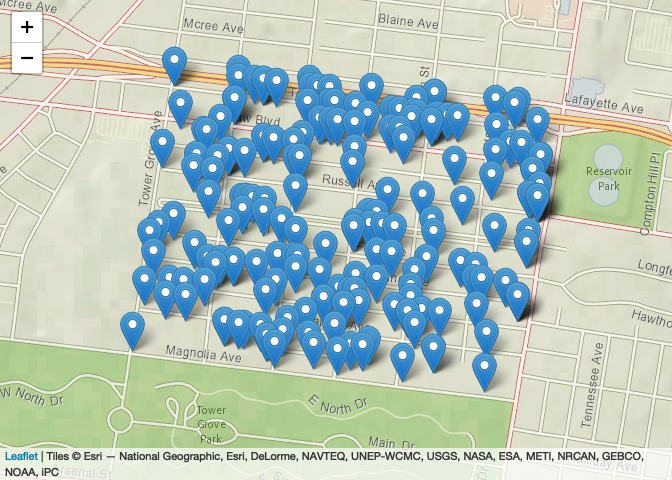 Mcree Ave
Blaine Ave
Mcree Ave
+
−
St
Lafayette Ave
w Blvd
Tower Grove Ave
Reservoir
Park
Russell A
Compton Hill Pl
Longfe
Hawtho
Magnolia Ave
Tennessee Ave
W North Dr
E North Dr
Tower
Grove
Park
Main Dr
Leaflet | Tiles © Esri — National Geographic, Esri, DeLorme, NAVTEQ, UNEP-WCMC, USGS, NASA, ESA, METI, NRCAN, GEBCO,
NOAA, iPC